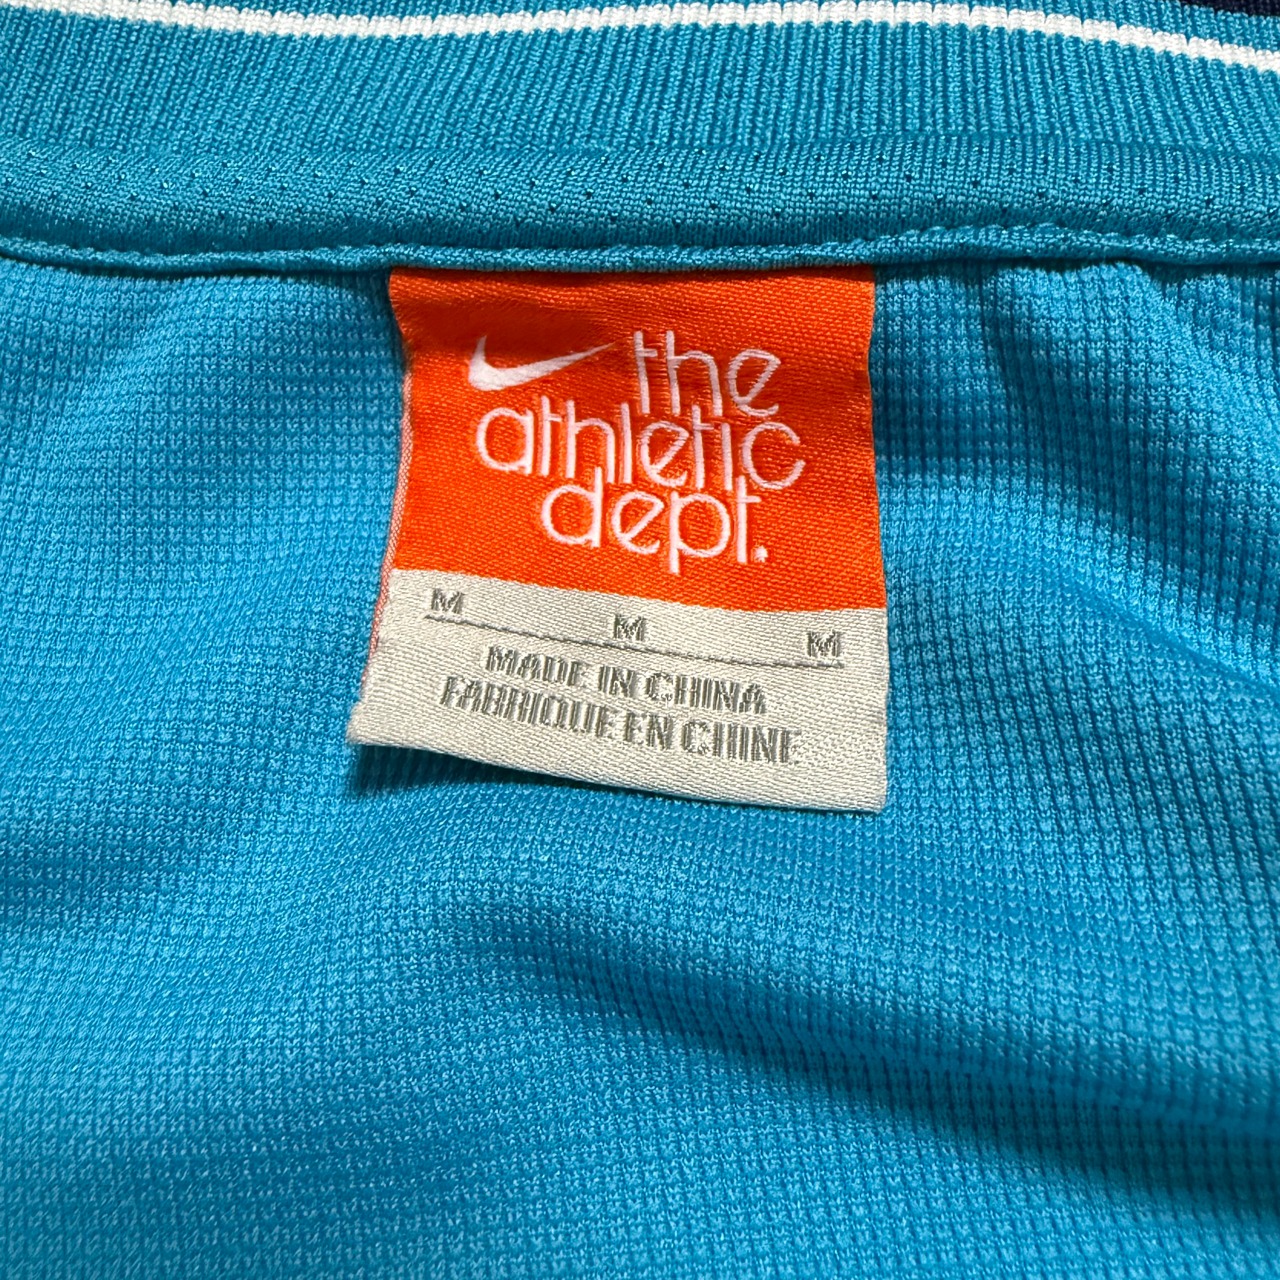 the
athletic
dept.
M M M
MADE IN CHINA
FABRIQUE EN CHINE